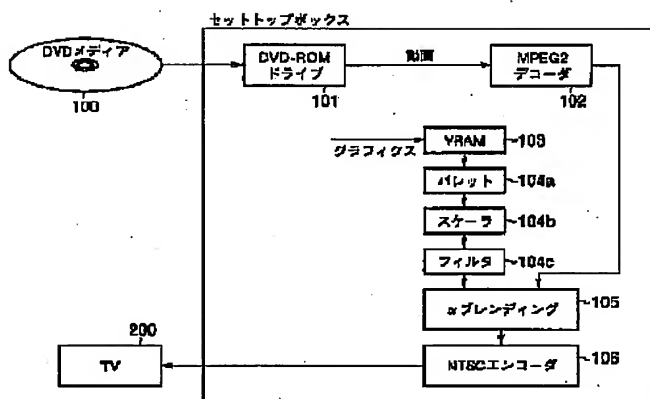 セットトップボックス
DVDメディア
100
DVD-ROM
ドライブ
101
動画
MPEG2
デコーダ
102
グラフィクス
VRAM
103
パレット
104a
スケーラ
104b
フィルタ
104c
αブレンディング
105
200
TV
NTSCエンコーダ
106